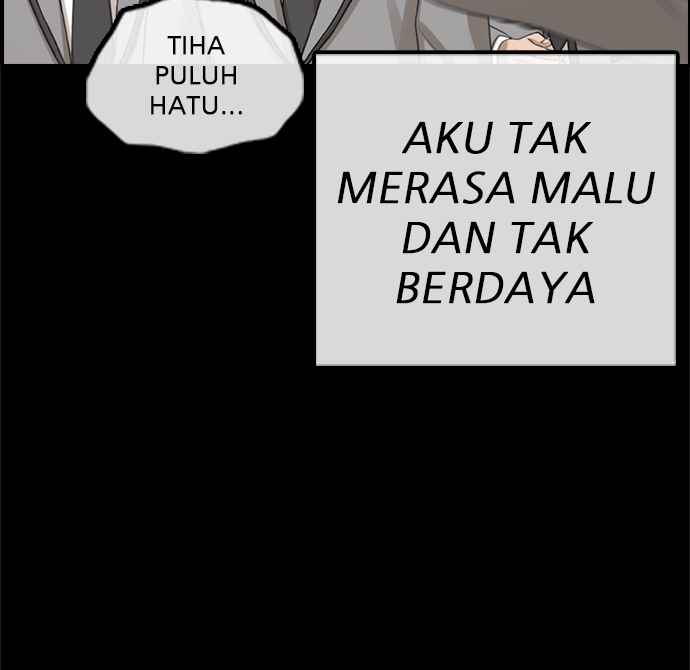 TIHA
PULUH
HATU...
AKU TAK
MERASA MALU
DAN TAK
BERDAYA